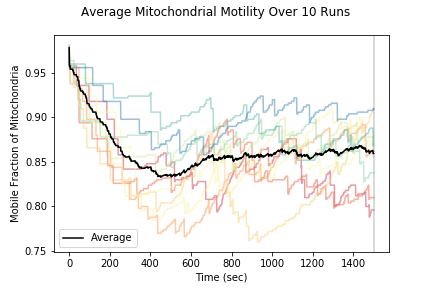 Average Mitochondrial Motility Over 10 Runs
Mobile Fraction of Mitochondria
0.95
0.90
0.85
0.80
0.75
Average
0 200 400 600 800 1000 1200 1400
Time (sec)